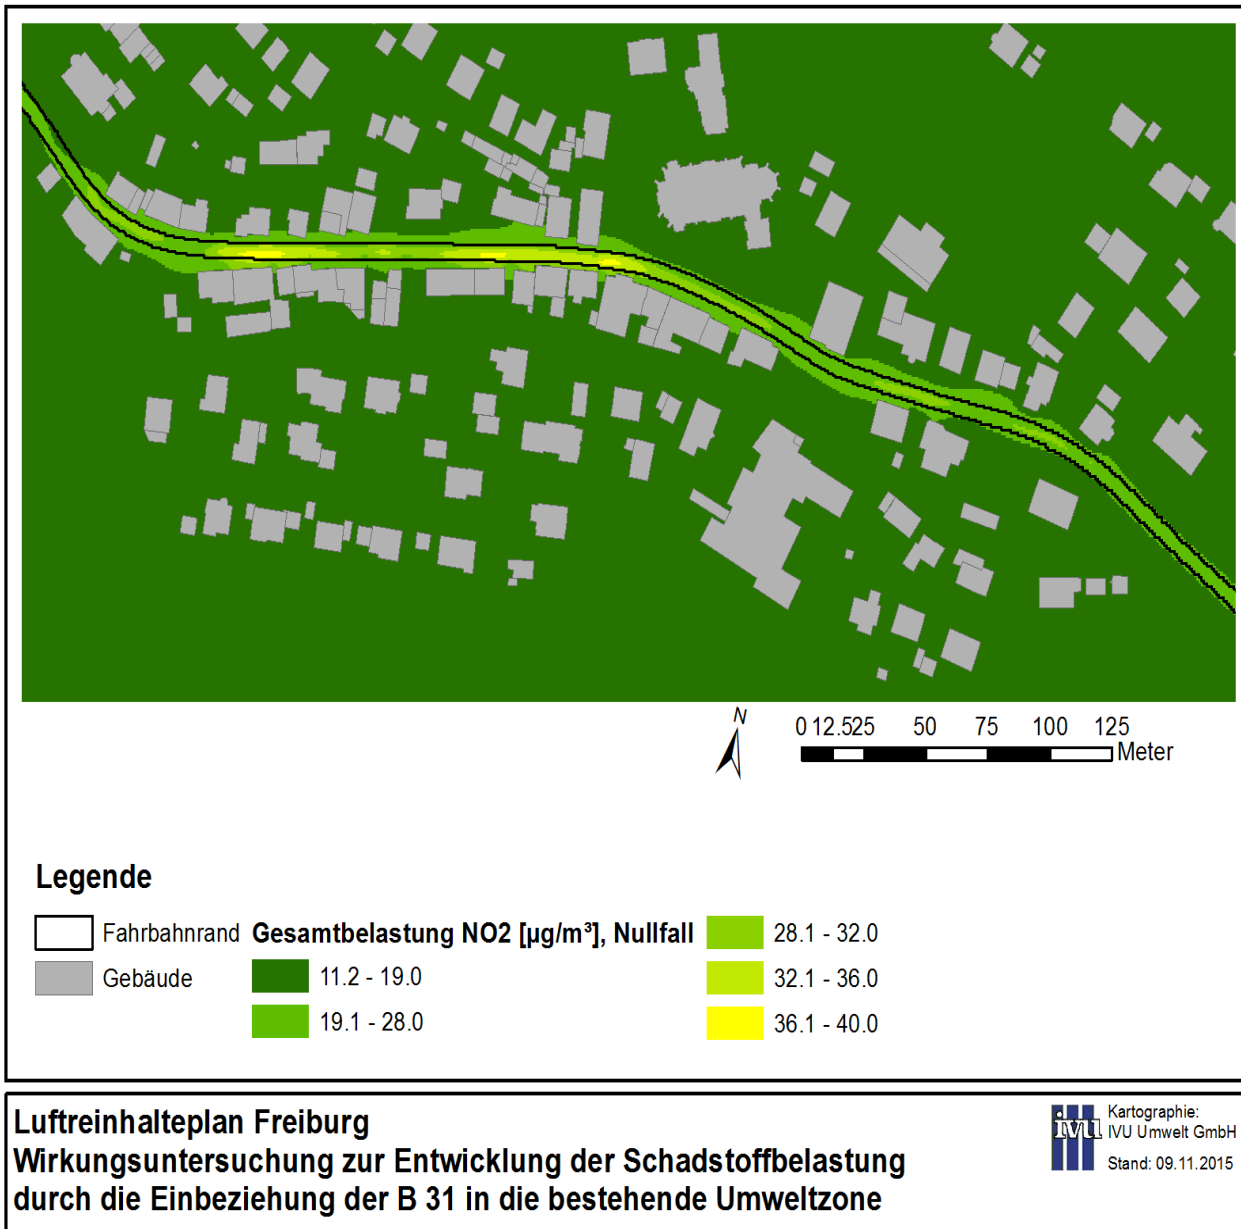 N
0 12.525 50 75 100 125
Meter
Legende
Fahrbahnrand
Gebäude
Gesamtbelastung NO2 [µg/m³], Nullfall
11.2 - 19.0
19.1 - 28.0
28.1 - 32.0
32.1 - 36.0
36.1 - 40.0
Luftreinhalteplan Freiburg
Wirkungsuntersuchung zur Entwicklung der Schadstoffbelastung
durch die Einbeziehung der B 31 in die bestehende Umweltzone
ivu
Kartographie:
IVU Umwelt GmbH
Stand: 09.11.2015